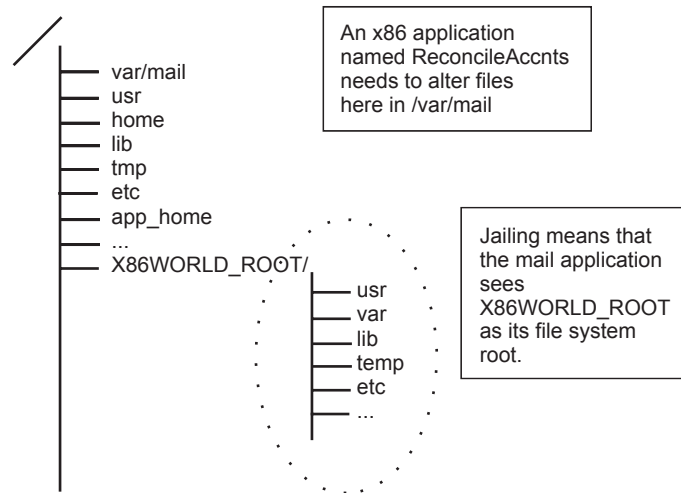 An x86 application
named ReconcileAccnts
needs to alter files
here in /var/mail
var/mail
usr
home
lib
tmp
etc
app_home
...
X86WORLD_ROOT/
usr
var
lib
temp
etc
...
Jailing means that
the mail application
sees
X86WORLD_ROOT
as its file system
root.